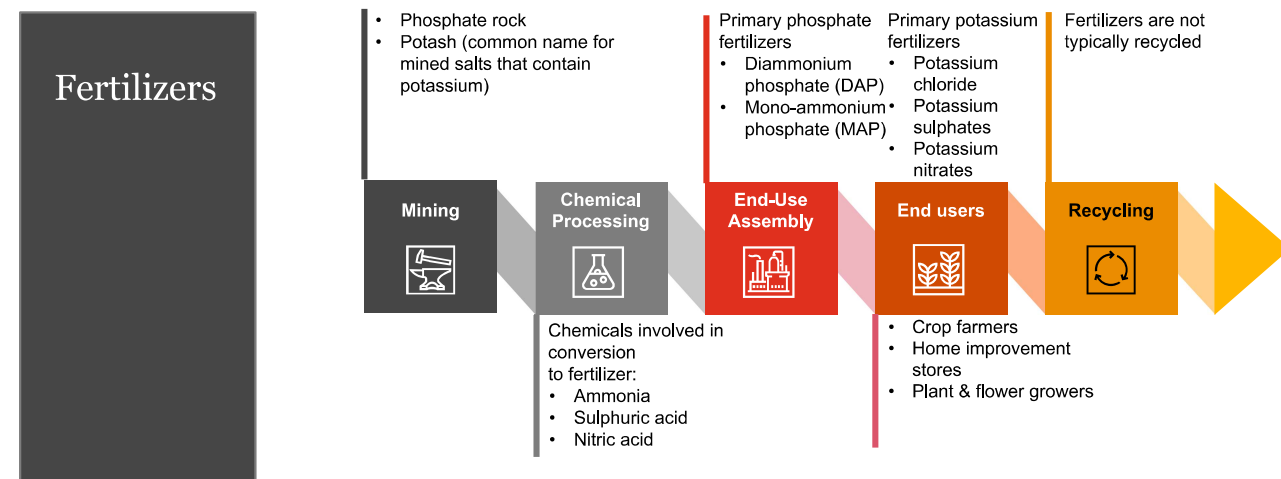 Fertilizers
• Phosphate rock
• Potash (common name for
mined salts that contain
potassium)
Primary phosphate
fertilizers
• Diammonium
phosphate (DAP)
• Mono-ammonium
phosphate (MAP)
Primary potassium
fertilizers
• Potassium
chloride
• Potassium
sulphates
• Potassium
nitrates
Fertilizers are not
typically recycled
Mining
Chemical
Processing
End-Use
Assembly
End users
Recycling
Chemicals involved in
conversion
to fertilizer:
• Ammonia
• Sulphuric acid
• Nitric acid
• Crop farmers
• Home improvement
stores
• Plant & flower growers